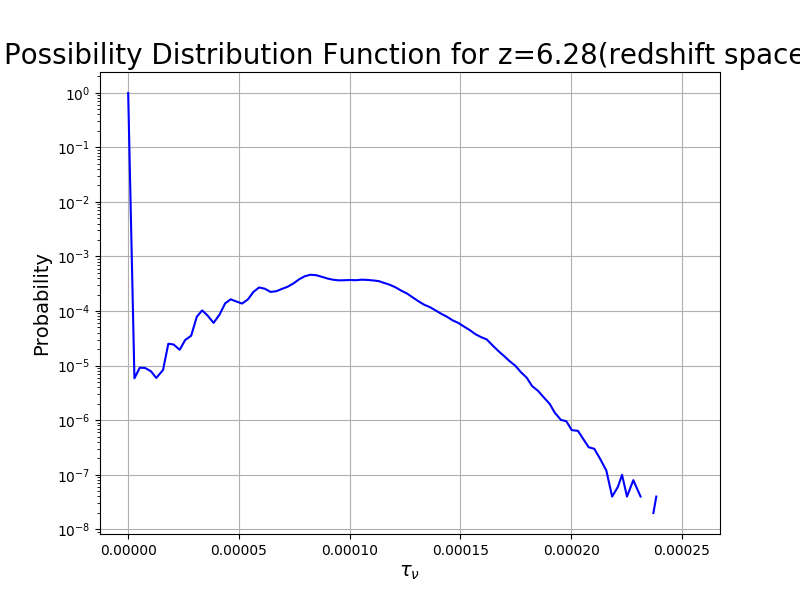 Possibility Distribution Function for z=6.28(redshift space
10⁰
10⁻¹
10⁻²
10⁻³
10⁻⁴
10⁻⁵
10⁻⁶
10⁻⁷
10⁻⁸
Probability
0.00000 0.00005 0.00010 0.00015 0.00020 0.00025
τ_ν